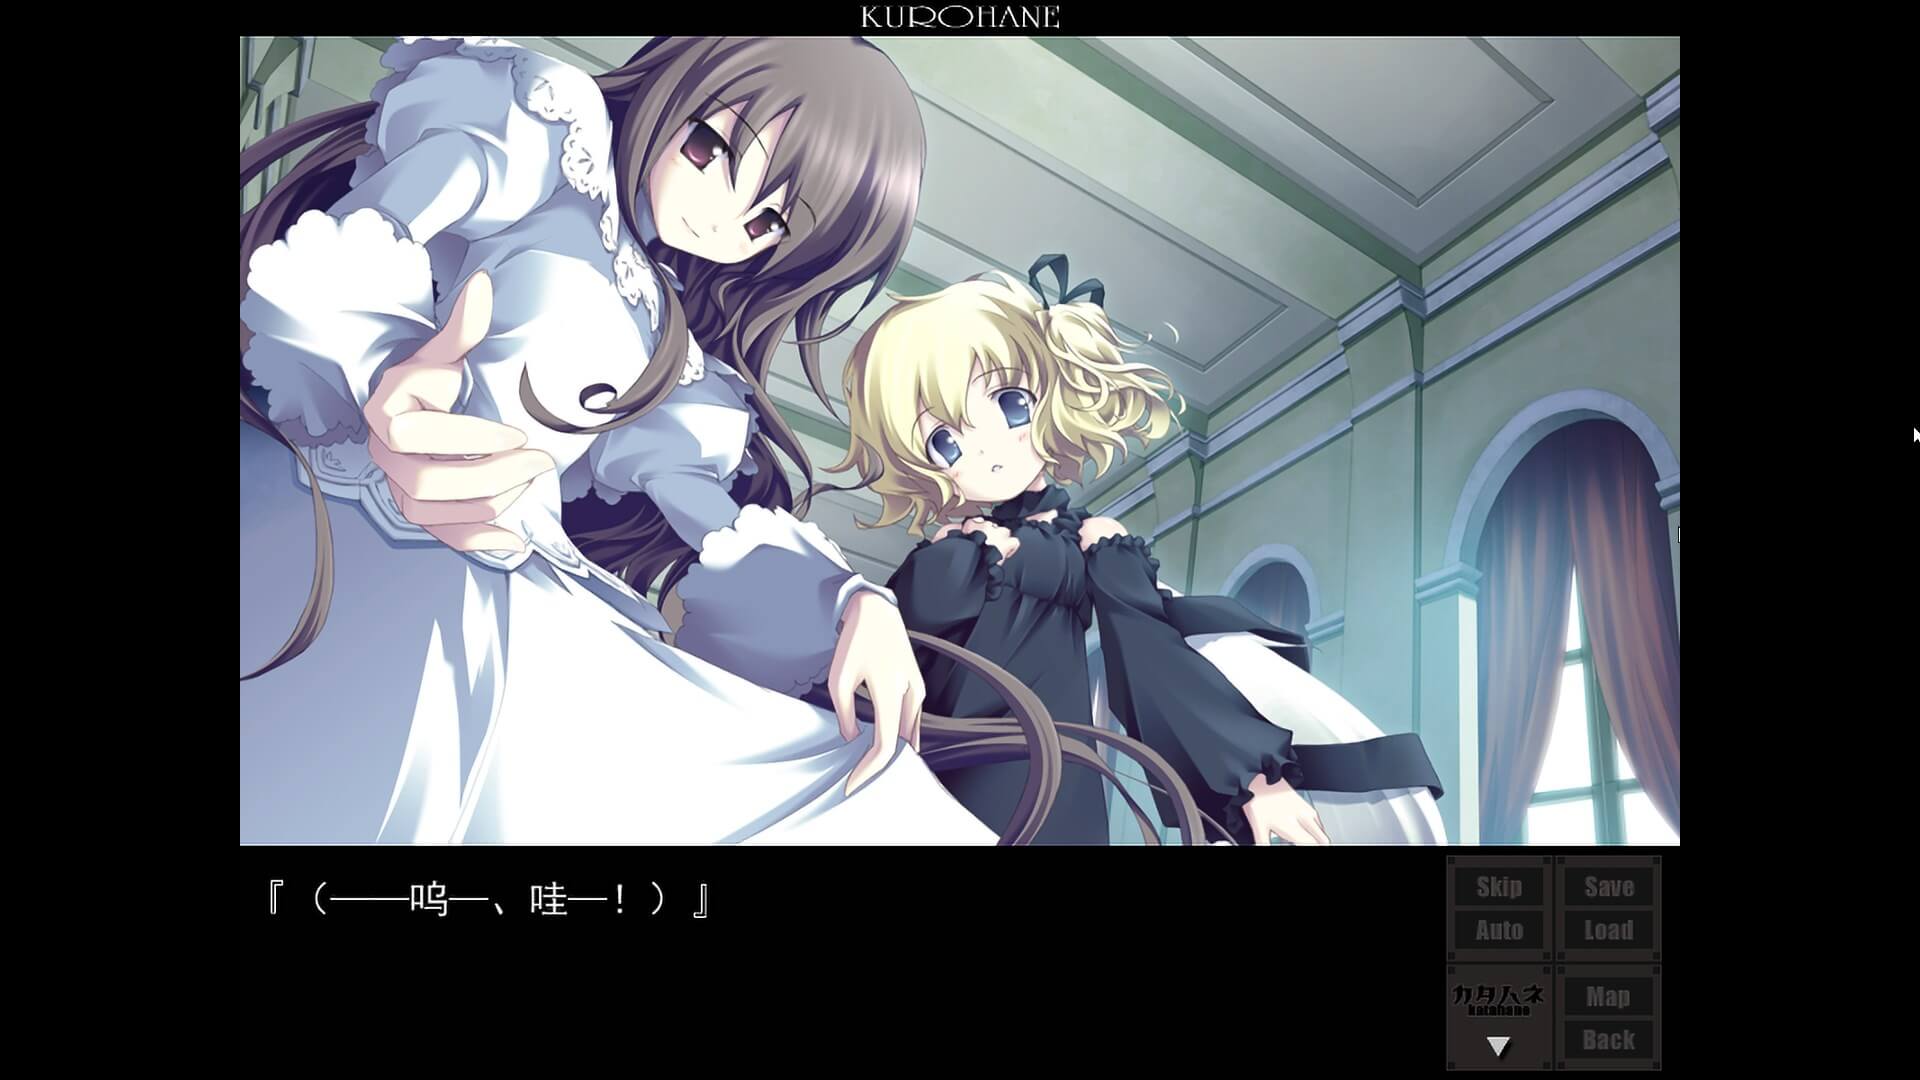 KUROHANE
『（——呜—、哇—！）』
Skip
Save
Auto
Load
カタハネ
katahane
Map
Back